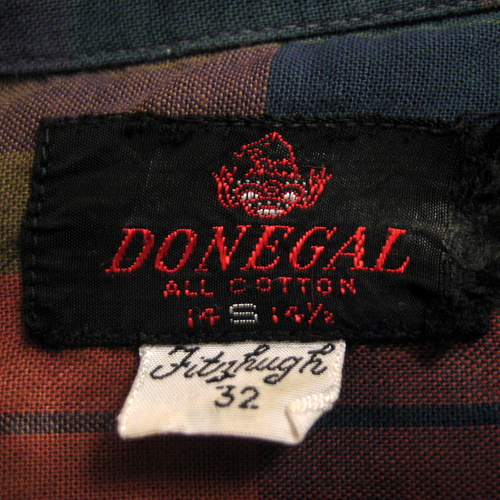 DONEGAL
ALL COTTON
14 S 14½
Fitzhugh
32